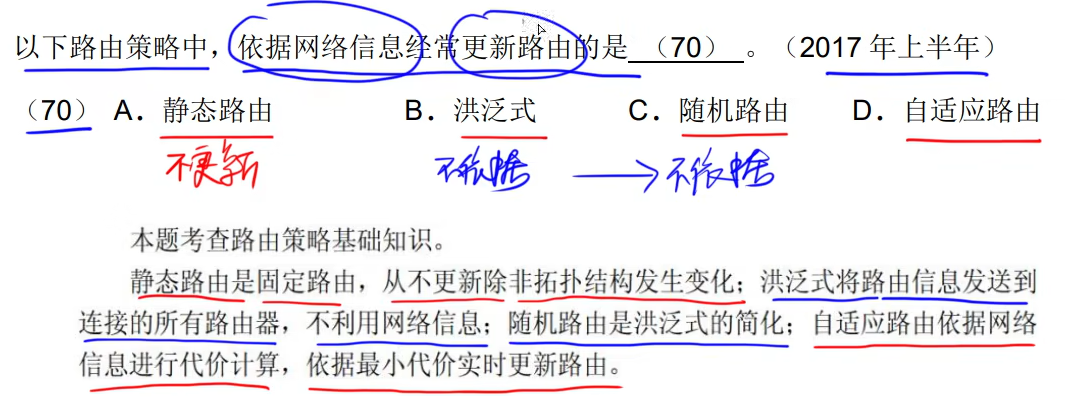 以下路由策略中，依据网络信息经常更新路由的是 （70） 。（2017 年上半年）
（70） A．静态路由 B．洪泛式 C．随机路由 D．自适应路由
不更新 不依据 不依据
本题考查路由策略基础知识。
静态路由是固定路由，从不更新除非拓扑结构发生变化；洪泛式将路由信息发送到
连接的所有路由器，不利用网络信息；随机路由是洪泛式的简化；自适应路由依据网络
信息进行代价计算，依据最小代价实时更新路由。